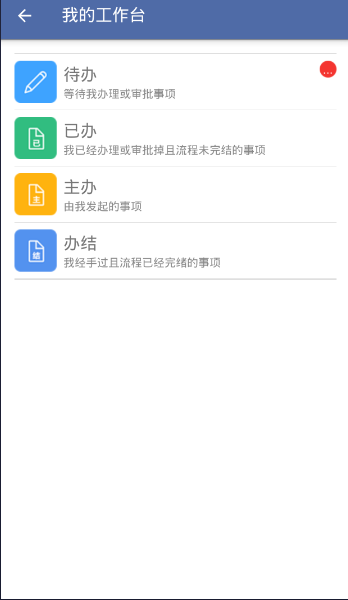 我的工作台
待办
...
等待我办理或审批事项
已办
已
我已经办理或审批掉且流程未完结的事项
主办
主
由我发起的事项
办结
结
我经手过且流程已经完绪的事项